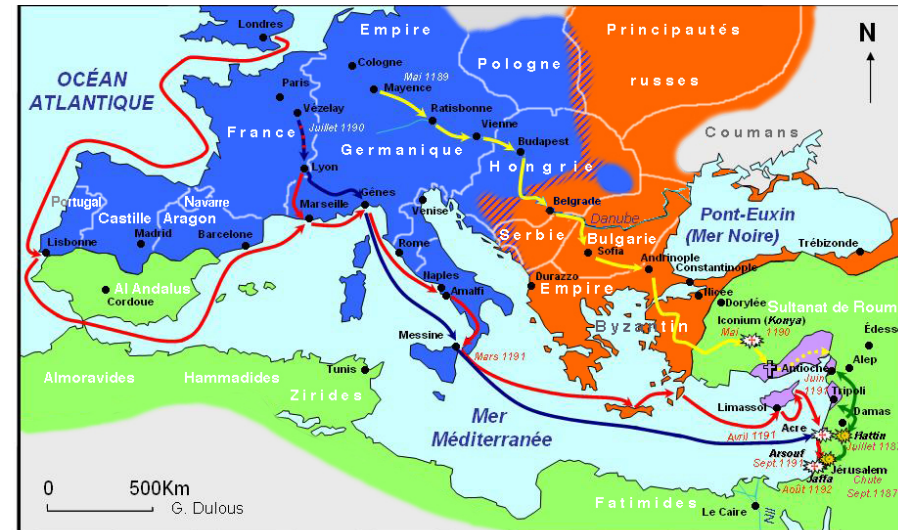 Londres
Empire
Principautés
russes
N
OCÉAN
ATLANTIQUE
Cologne
Mai 1189
Mayence
Pologne
Paris
Vézelay
Juillet 1190
Ratisbonne
Vienne
Budapest
Coumans
France
Germanique
Hongrie
Lyon
Portugal
Navarre
Castille
Aragon
Marseille
Gênes
Venise
Belgrade
Danube
Pont-Euxin
(Mer Noire)
Lisbonne
Madrid
Barcelone
Rome
Serbie
Bulgarie
Sofia
Trébizonde
Al Andalus
Cordoue
Naples
Amalfi
Durazzo
Empire
Andrinople
Constantinople
Nicée
Dorylée
Sultanat de Roum
Byzantin
Iconium (Konya)
Mai 1190
Édesse
Messine
Mars 1191
Almoravides
Hammadides
Zirides
Tunis
Antioche
Alep
Juin
1191
Tripoli
Limassol
Damas
Mer
Méditerranée
Avril 1191
Acre
Hattin
Juillet 1187
Arsouf
Sept.1191
Jérusalem
Jaffa
Août 1192
Chute
Sept.1187
0 500Km
G. Dulous
Fatimides
Le Caire